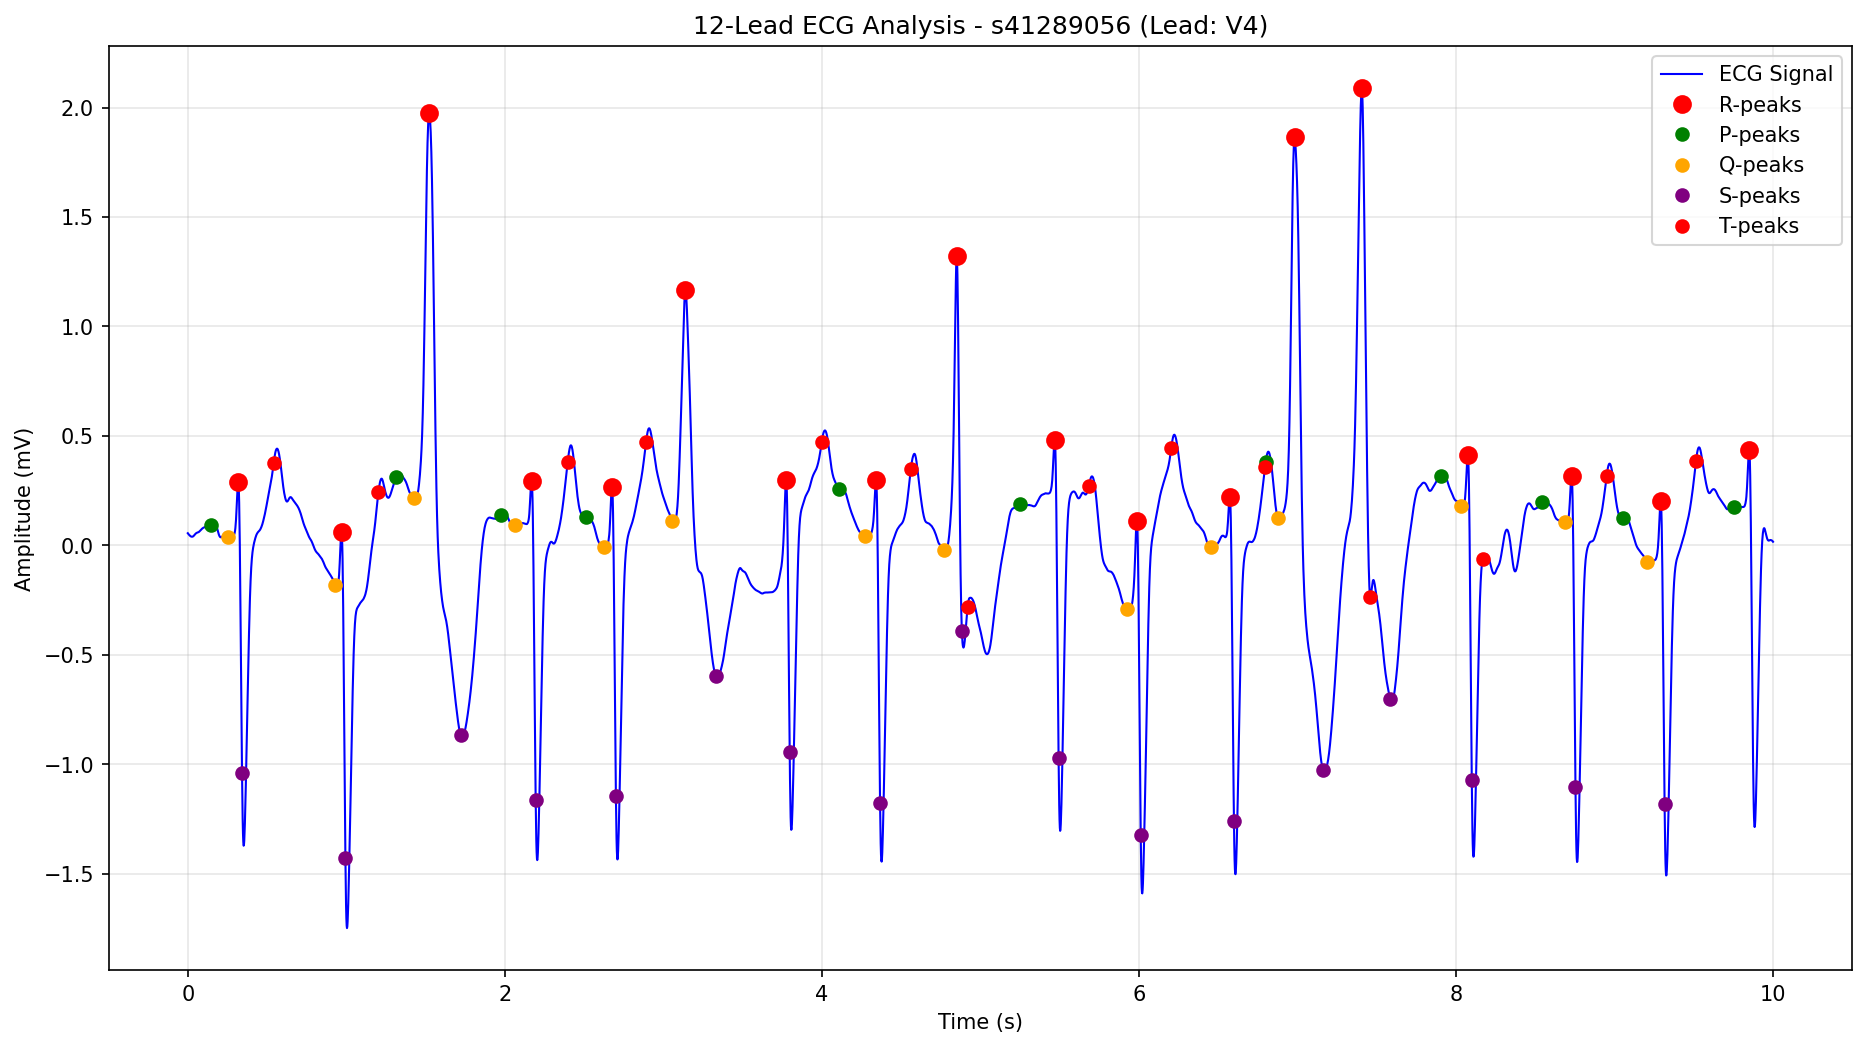 12-Lead ECG Analysis - s41289056 (Lead: V4)
ECG Signal
R-peaks
P-peaks
Q-peaks
S-peaks
T-peaks
Amplitude (mV)
2.0
1.5
1.0
0.5
0.0
−0.5
−1.0
−1.5
0 2 4 6 8 10
Time (s)